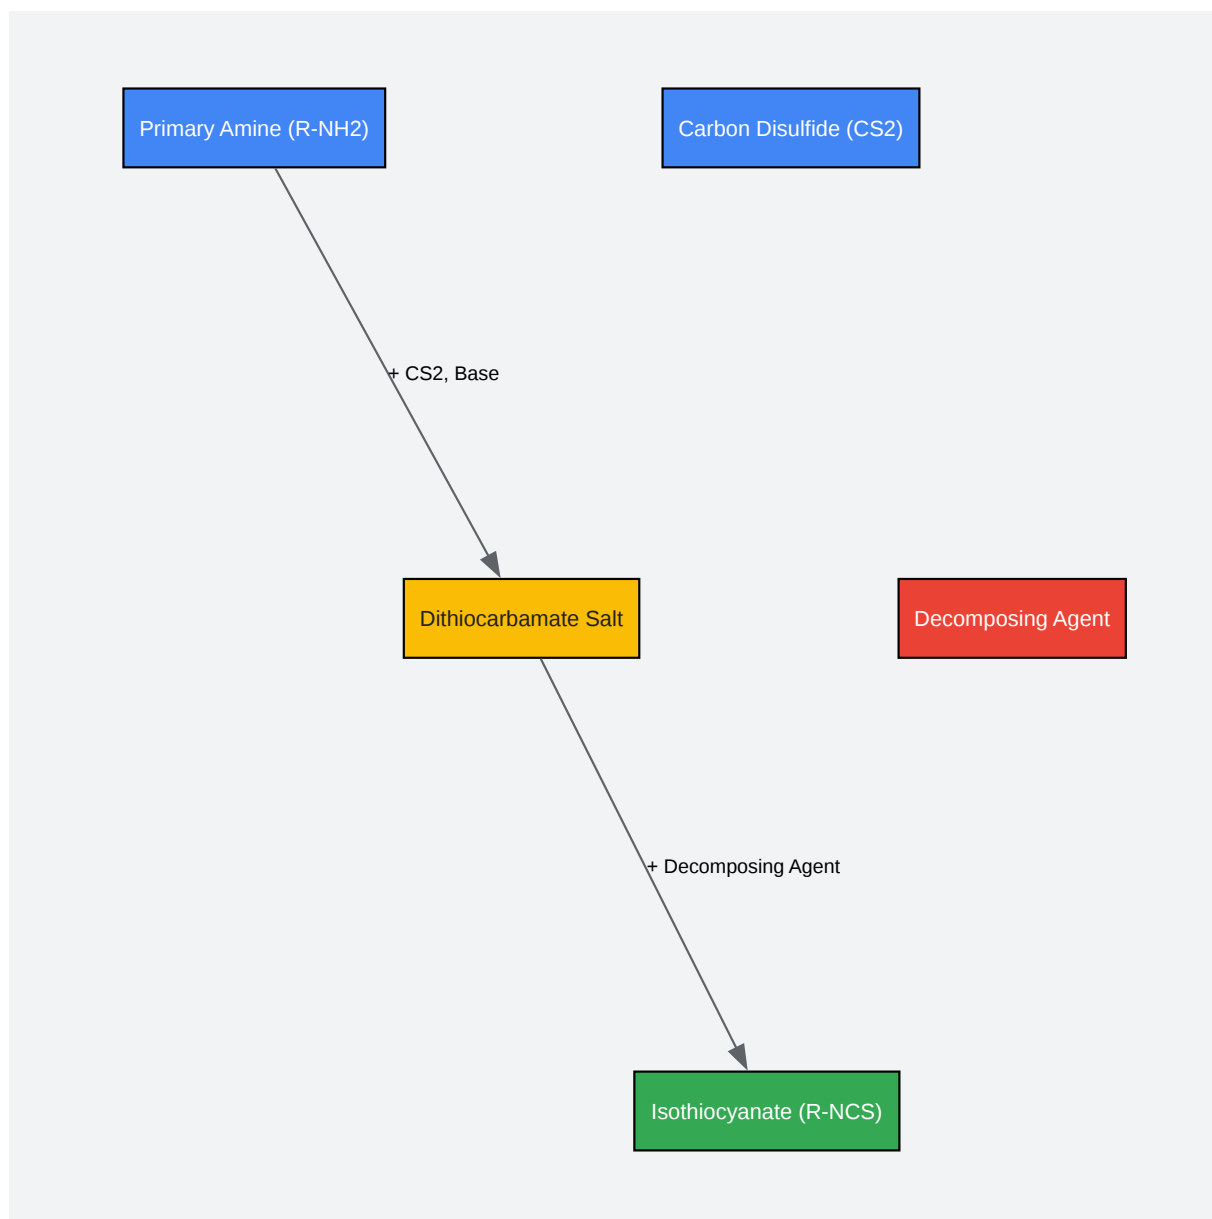 Primary Amine (R-NH2)
Carbon Disulfide (CS2)
+ CS2, Base
Dithiocarbamate Salt
Decomposing Agent
+ Decomposing Agent
Isothiocyanate (R-NCS)